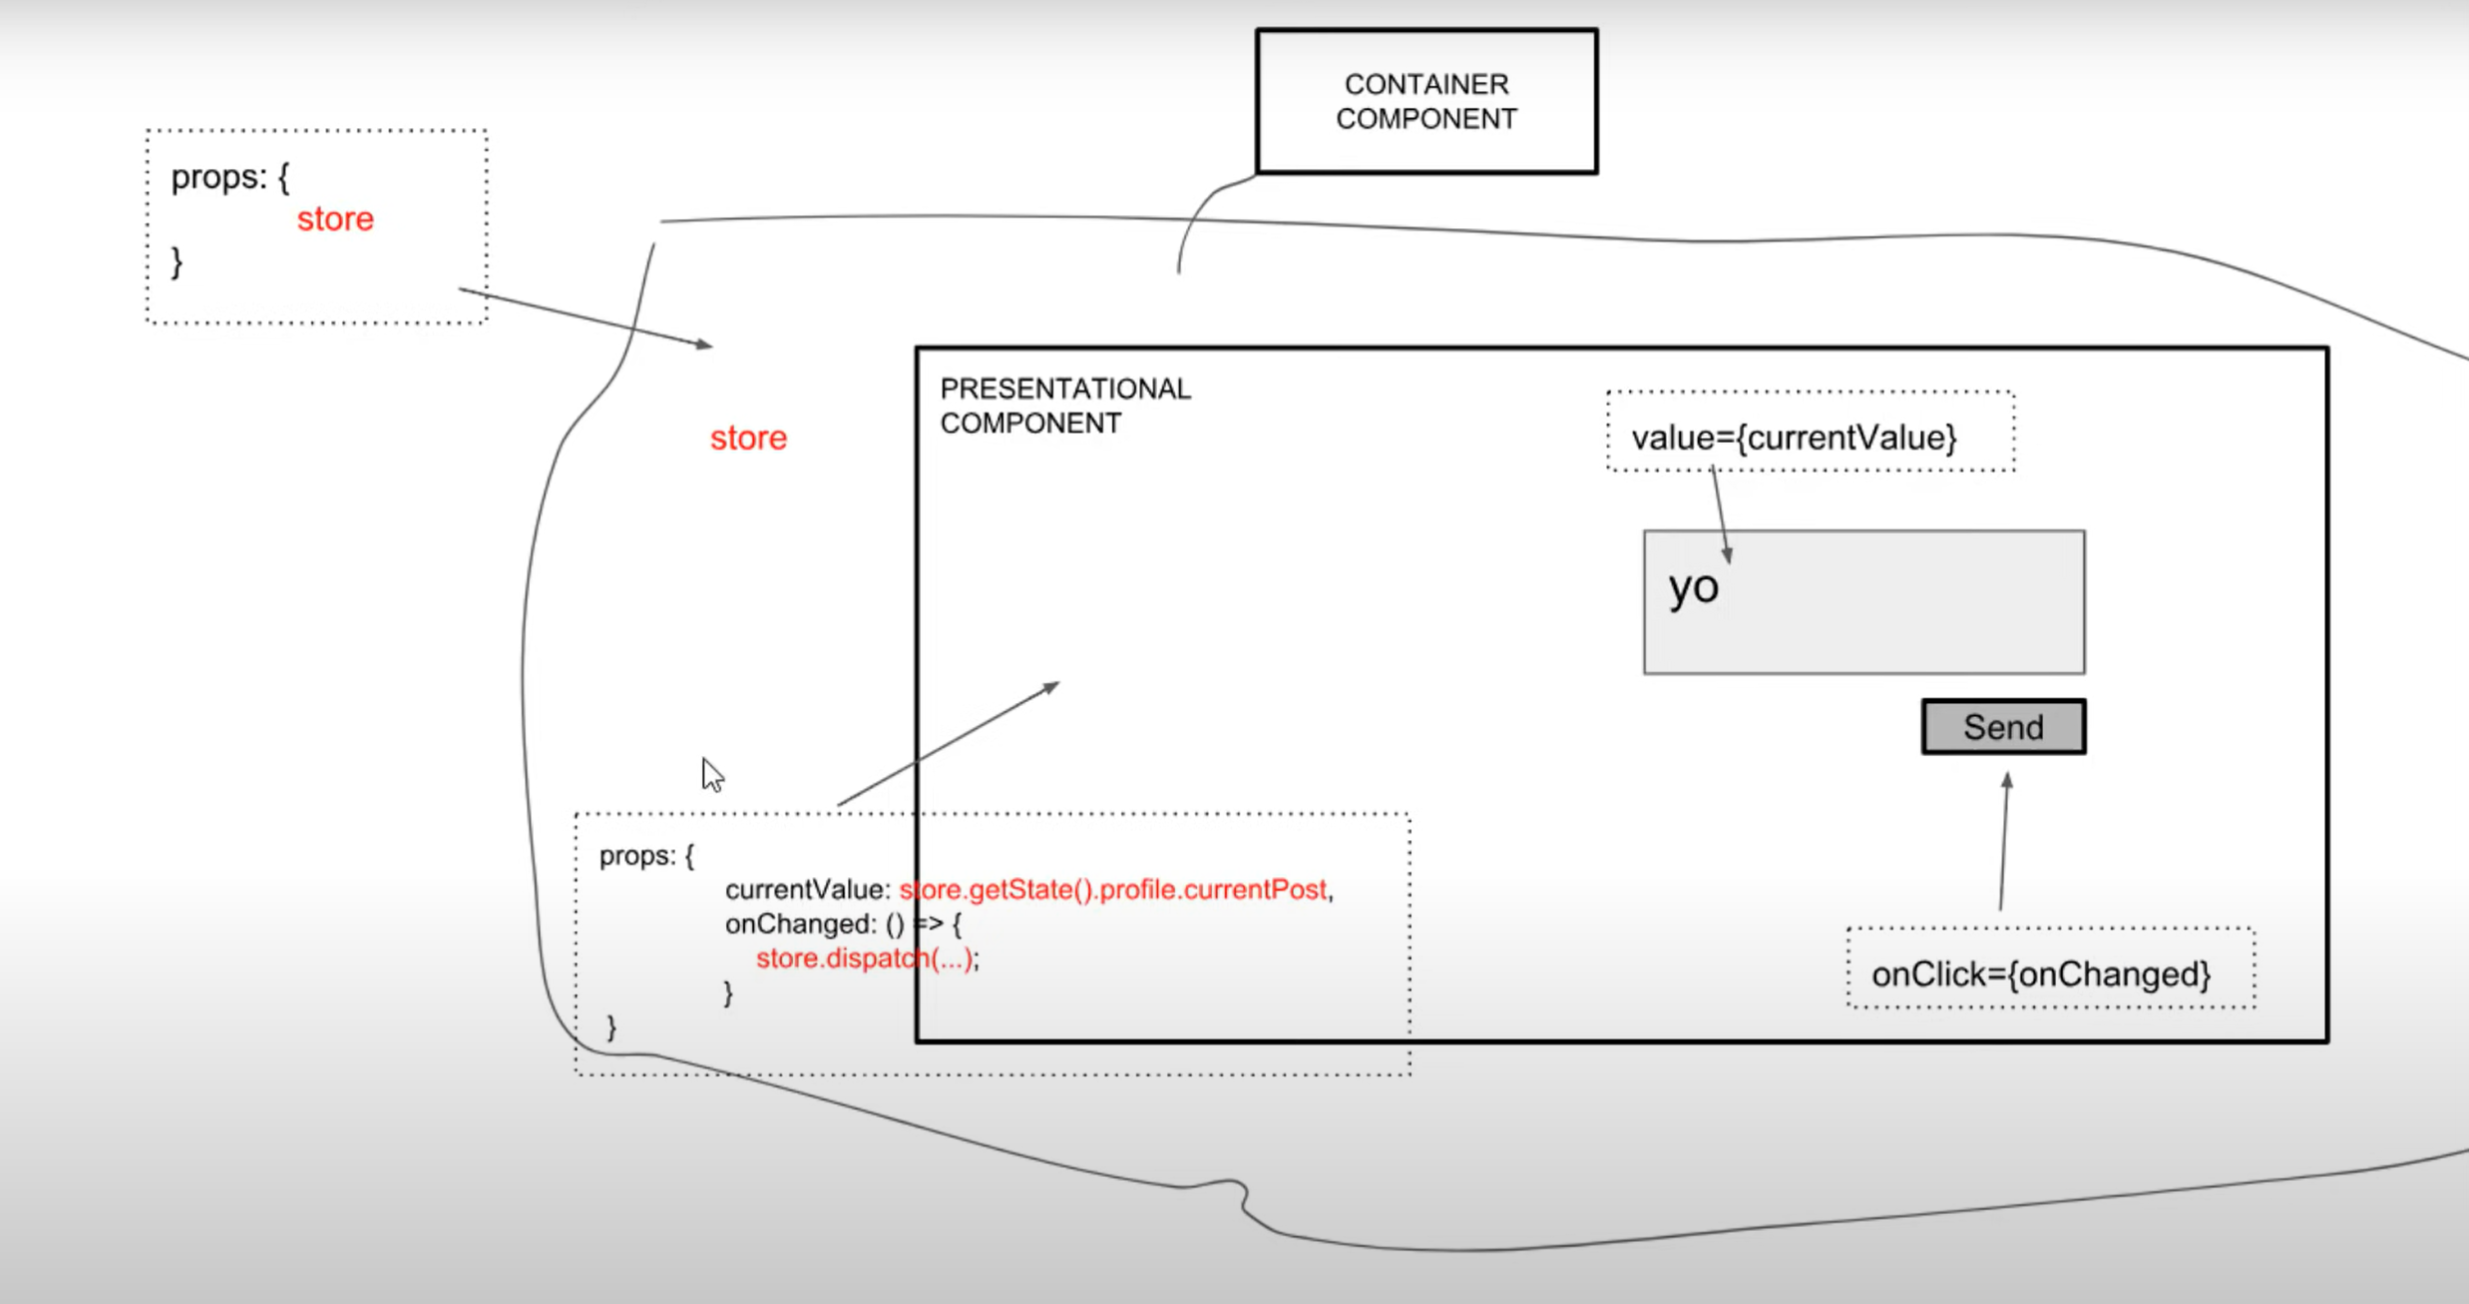 CONTAINER
COMPONENT
props: {
store
}
store
PRESENTATIONAL
COMPONENT
value={currentValue}
yo
Send
props: {
currentValue: store.getState().profile.currentPost,
onChanged: () => {
store.dispatch(...);
}
}
onClick={onChanged}